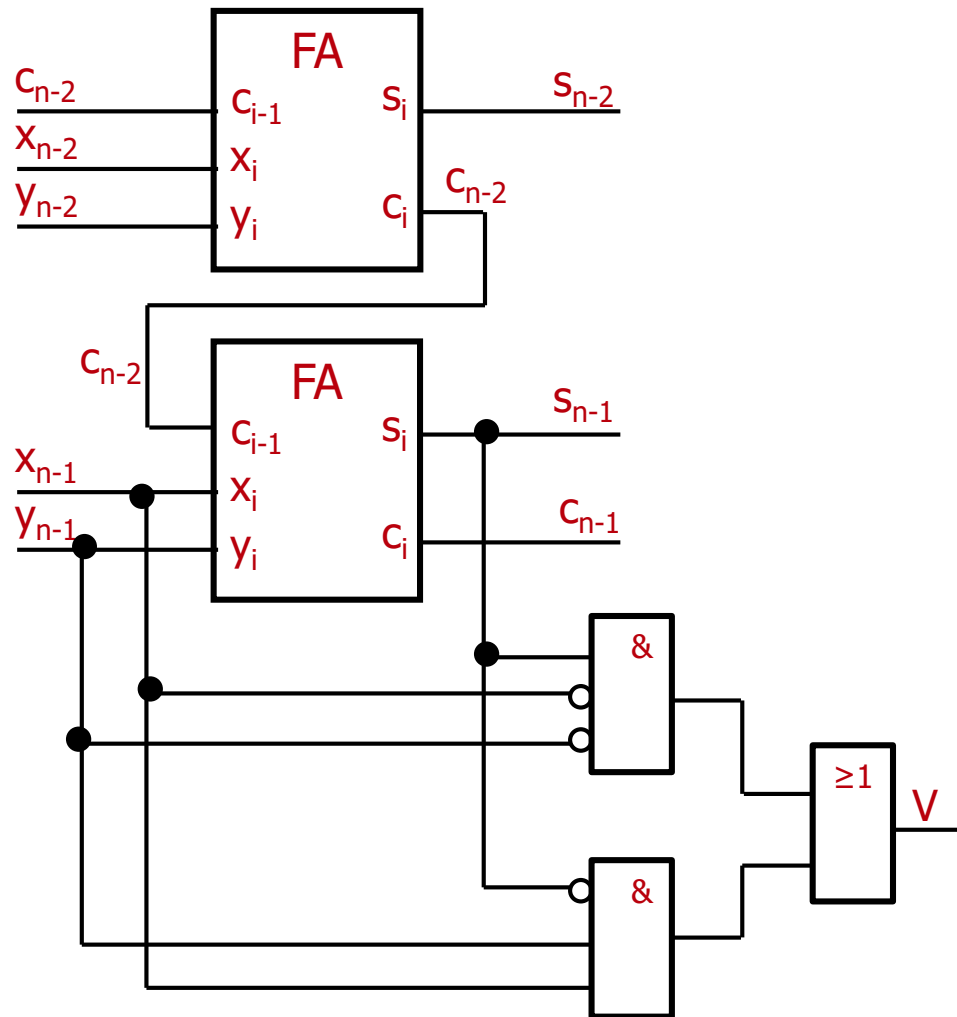 FA
cₙ₋₂
cᵢ₋₁
sᵢ
sₙ₋₂
xₙ₋₂
xᵢ
yₙ₋₂
yᵢ
cᵢ
cₙ₋₂
cₙ₋₂
FA
cᵢ₋₁
sᵢ
sₙ₋₁
xₙ₋₁
xᵢ
yₙ₋₁
yᵢ
cᵢ
cₙ₋₁
&
≥1
V
&